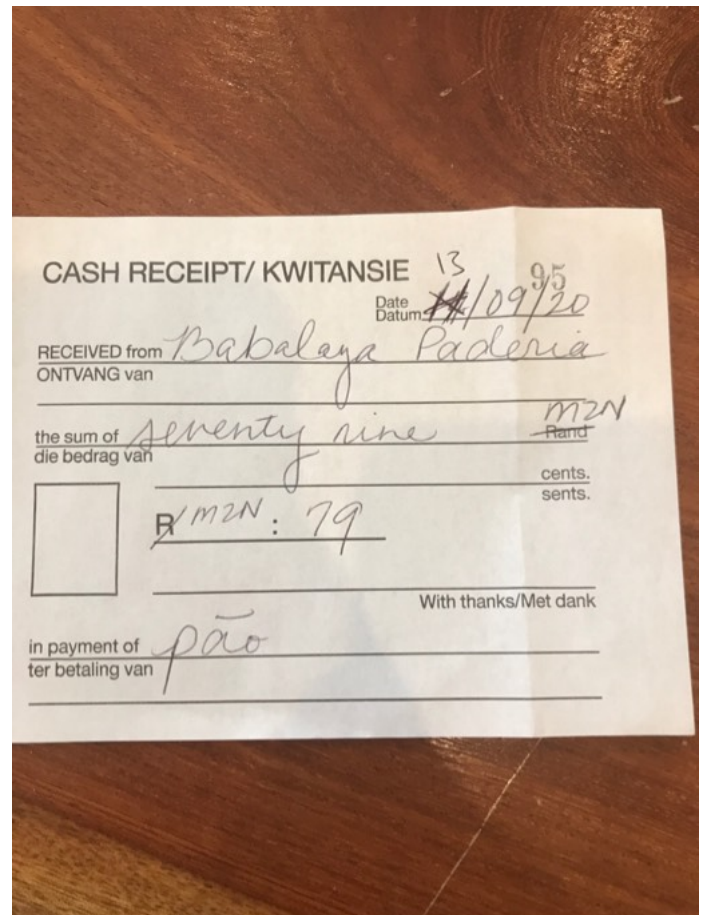 CASH RECEIPT/ KWITANSIE 13 95
Date
Datum /09/20
RECEIVED from Babalaya Paderia
ONTVANG van
MZN
the sum of seventy nine Rand
die bedrag van
cents.
sents.
R/MZN : 79
With thanks/Met dank
in payment of pão
ter betaling van